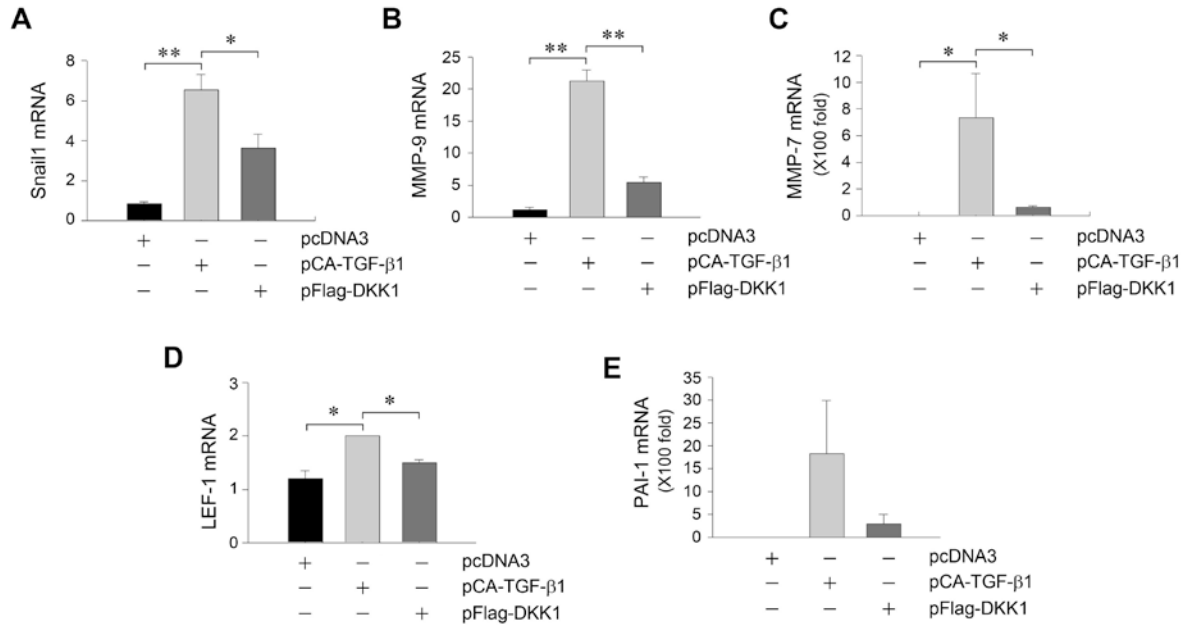 A
Snail1 mRNA
8
6
4
2
0
**
*
+ − − pcDNA3
− + − pCA-TGF-β1
− − + pFlag-DKK1
B
MMP-9 mRNA
25
20
15
10
5
0
**
**
+ − − pcDNA3
− + − pCA-TGF-β1
− − + pFlag-DKK1
C
MMP-7 mRNA
(X100 fold)
12
10
8
6
4
2
0
*
*
+ − − pcDNA3
− + − pCA-TGF-β1
− − + pFlag-DKK1
D
LEF-1 mRNA
3
2
1
0
*
*
+ − − pcDNA3
− + − pCA-TGF-β1
− − + pFlag-DKK1
E
PAI-1 mRNA
(X100 fold)
35
30
25
20
15
10
5
0
+ − − pcDNA3
− + − pCA-TGF-β1
− − + pFlag-DKK1